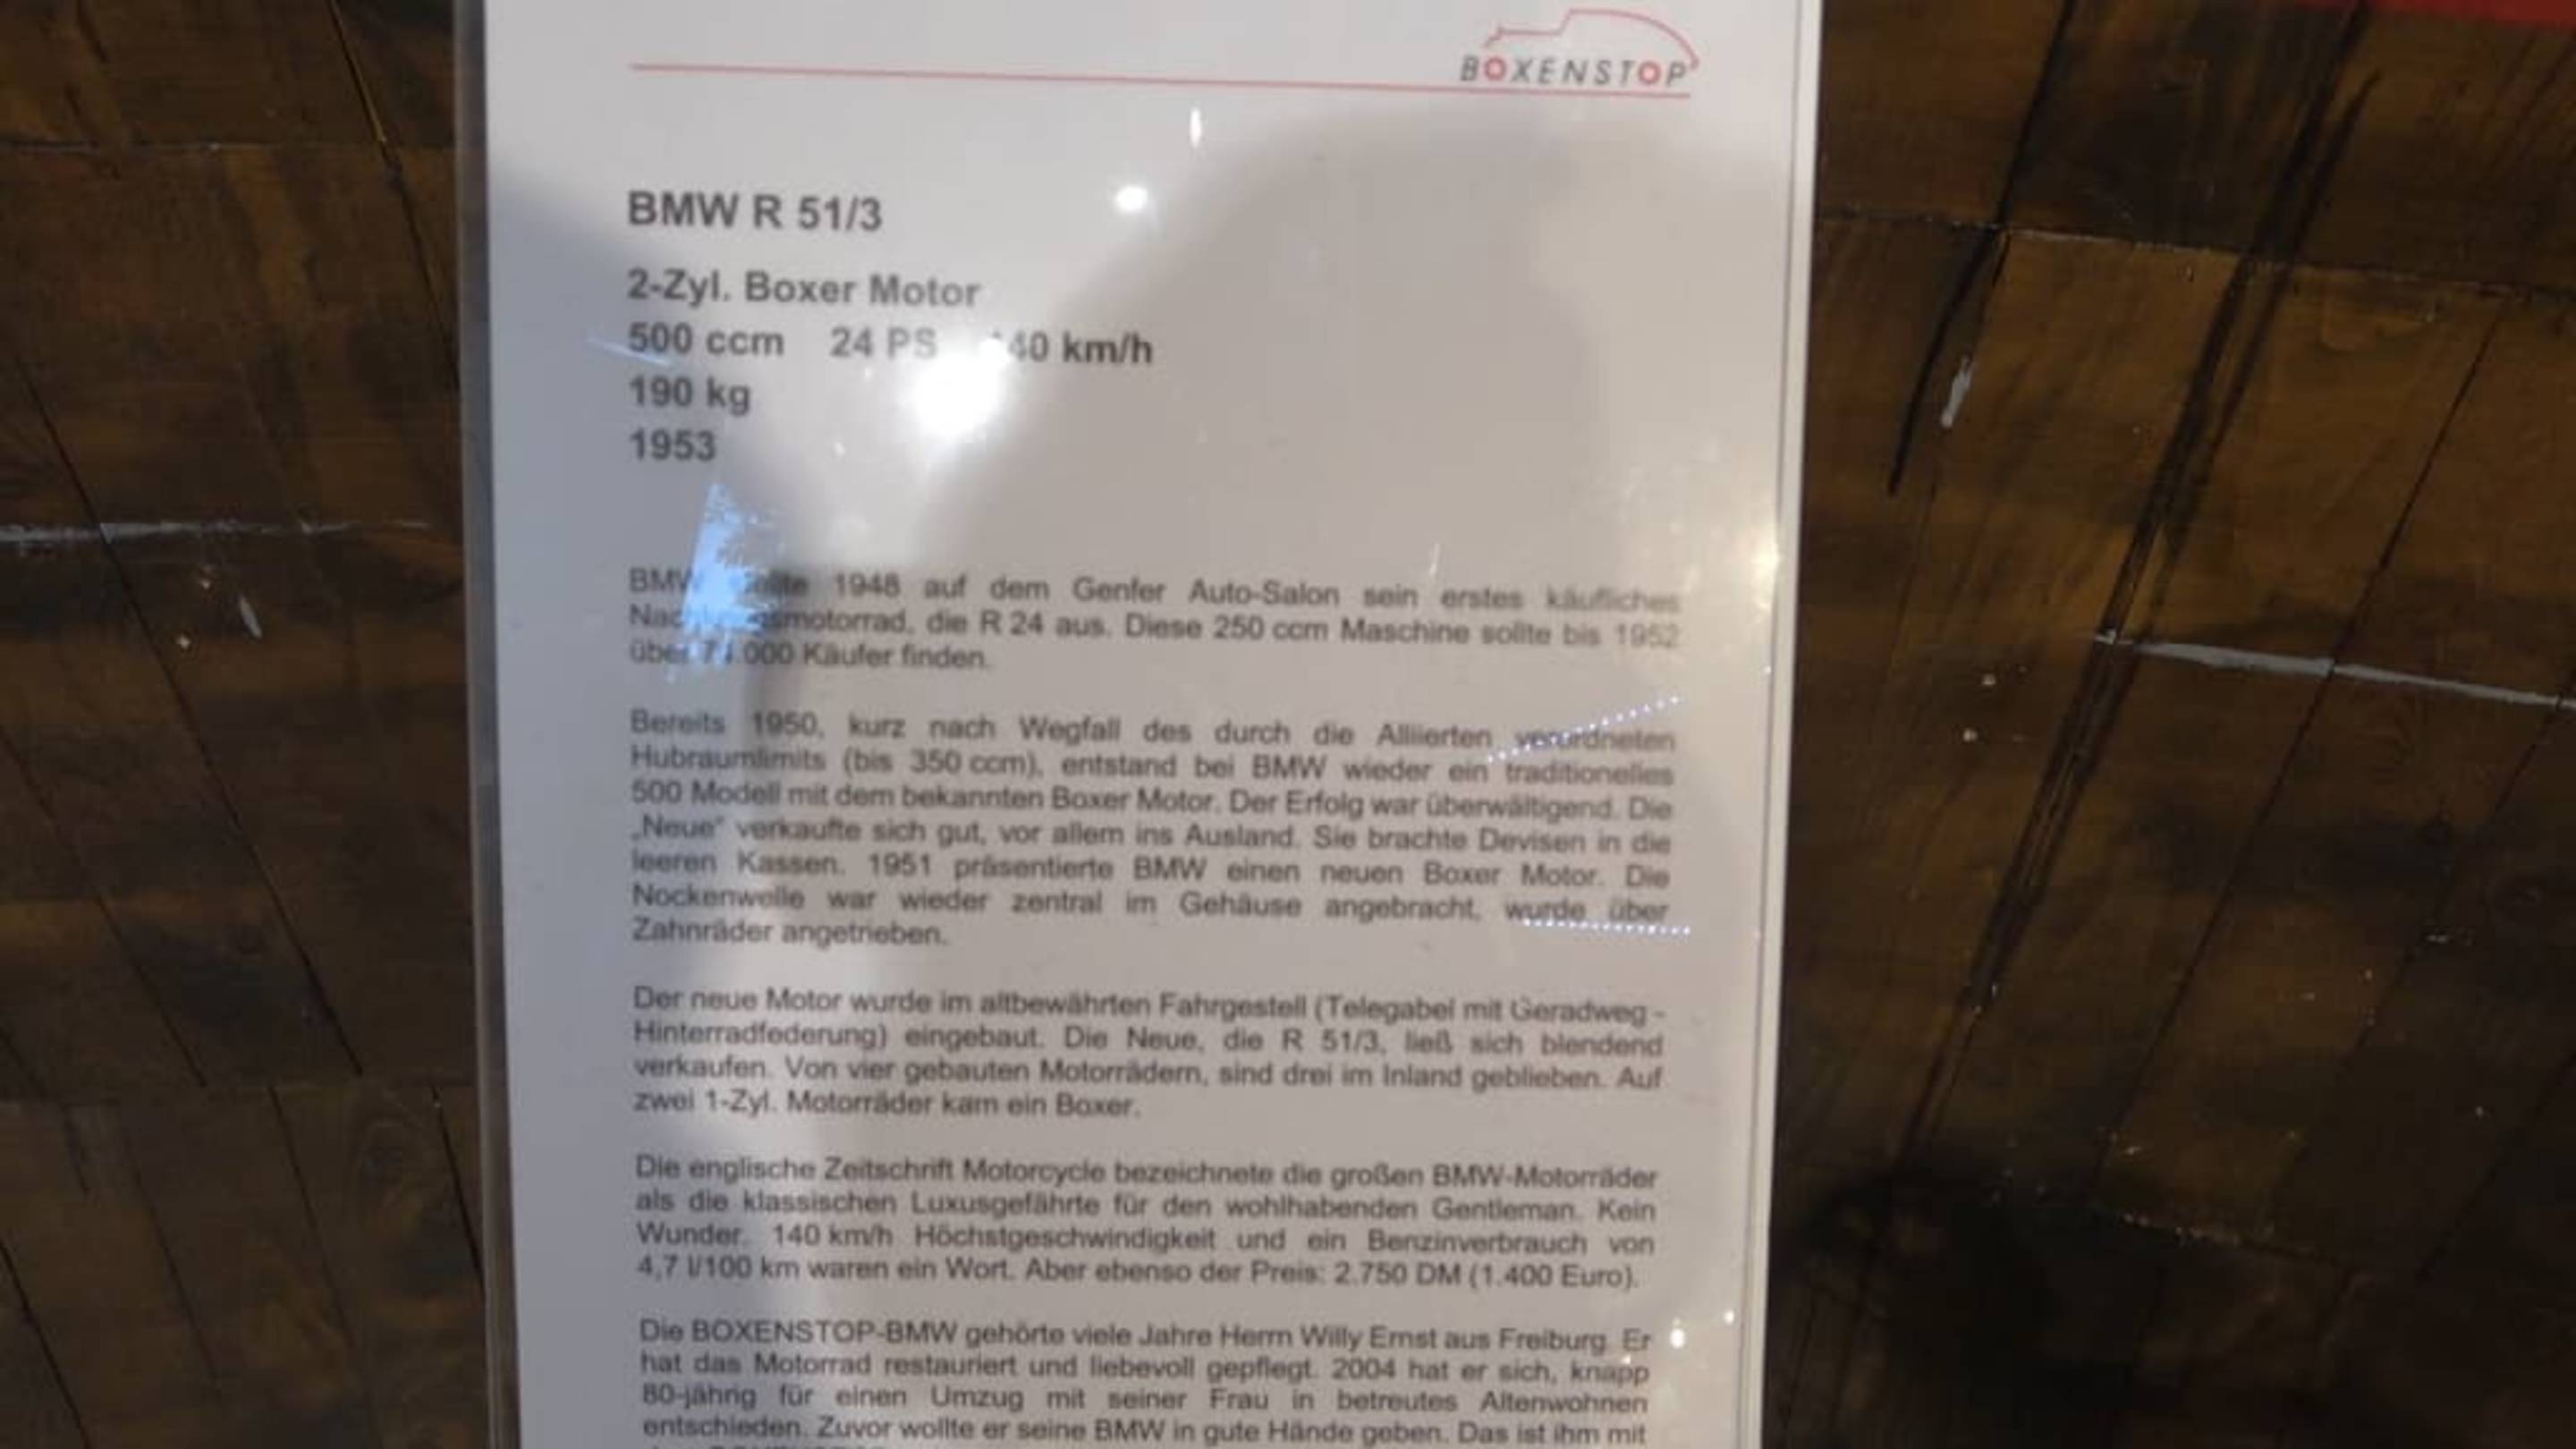 BOXENSTOP
BMW R 51/3
2-Zyl. Boxer Motor
500 ccm 24 PS 140 km/h
190 kg
1953
BMW 1948 auf dem Genfer Auto-Salon sein erstes käufliches
die R 24 aus. Diese 250 ccm Maschine sollte bis 1952
über Käufer finden.
Bereits 1950, kurz nach Wegfall des durch die Alliierten verordneten
Hubraumlimits (bis 350 ccm), entstand bei BMW wieder ein traditionelles
500 Modell mit dem bekannten Boxer Motor. Der Erfolg war überwältigend. Die
„Neue“ verkaufte sich gut, vor allem ins Ausland. Sie brachte Devisen in die
leeren Kassen. 1951 präsentierte BMW einen neuen Boxer Motor. Die
Nockenwelle war wieder zentral im Gehäuse angebracht, wurde über
Zahnräder angetrieben.
Der neue Motor wurde im altbewährten Fahrgestell (Telegabel mit Geradweg -
Hinterradfederung) eingebaut. Die Neue, die R 51/3, ließ sich blendend
verkaufen. Von vier gebauten Motorrädern, sind drei im Inland geblieben. Auf
zwei 1-Zyl. Motorräder kam ein Boxer.
Die englische Zeitschrift Motorcycle bezeichnete die großen BMW-Motorräder
als die klassischen Luxusgefährte für den wohlhabenden Gentleman. Kein
Wunder. 140 km/h Höchstgeschwindigkeit und ein Benzinverbrauch von
4,7 l/100 km waren ein Wort. Aber ebenso der Preis: 2.750 DM (1.400 Euro).
Die BOXENSTOP-BMW gehörte viele Jahre Herrn Willy Ernst aus Freiburg. Er
hat das Motorrad restauriert und liebevoll gepflegt. 2004 hat er sich, knapp
80-jährig für einen Umzug mit seiner Frau in betreutes Altenwohnen
entschieden. Zuvor wollte er seine BMW in gute Hände geben. Das ist ihm mit